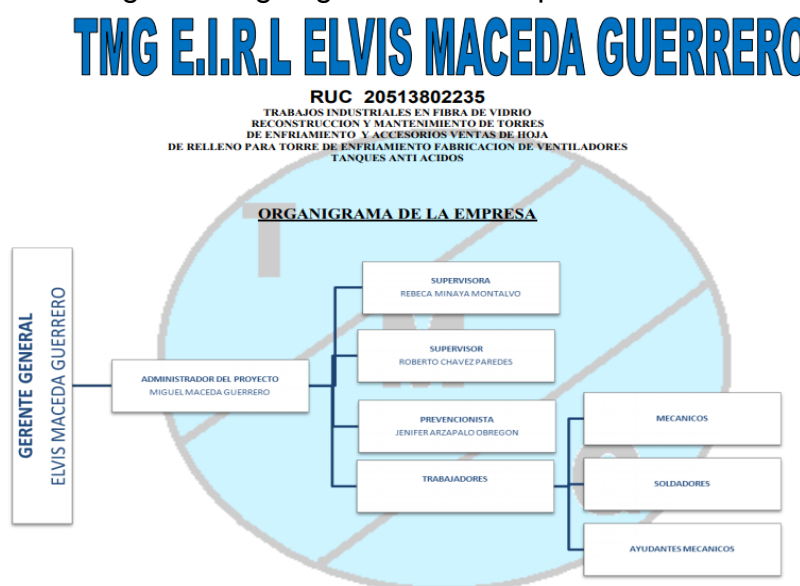 TMG E.I.R.L ELVIS MACEDA GUERRERO
RUC 20513802235
TRABAJOS INDUSTRIALES EN FIBRA DE VIDRIO
RECONSTRUCCION Y MANTENIMIENTO DE TORRES
DE ENFRIAMIENTO Y ACCESORIOS VENTAS DE HOJA
DE RELLENO PARA TORRE DE ENFRIAMIENTO FABRICACION DE VENTILADORES
TANQUES ANTI ACIDOS
ORGANIGRAMA DE LA EMPRESA
T
M
G
GERENTE GENERAL
ELVIS MACEDA GUERRERO
ADMINISTRADOR DEL PROYECTO
MIGUEL MACEDA GUERRERO
SUPERVISORA
REBECA MINAYA MONTALVO
SUPERVISOR
ROBERTO CHAVEZ PAREDES
PREVENCIONISTA
JENIFER ARZAPALO OBREGON
TRABAJADORES
MECANICOS
SOLDADORES
AYUDANTES MECANICOS